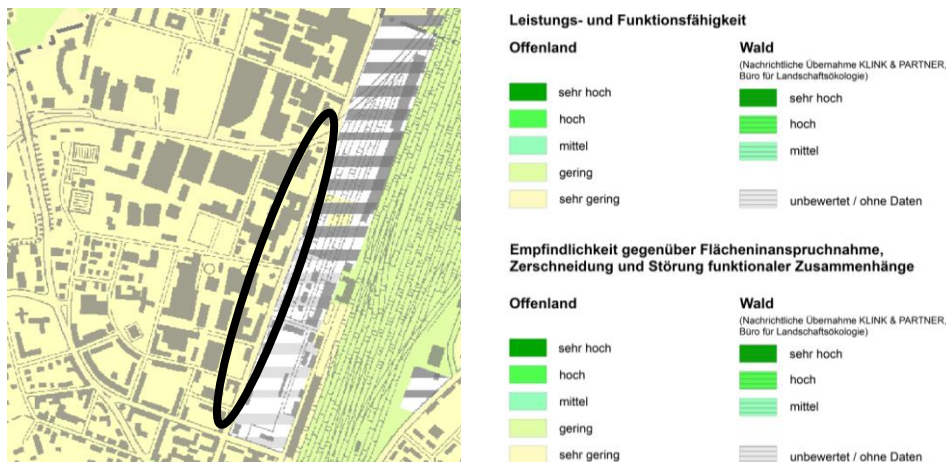 Leistungs- und Funktionsfähigkeit
Offenland
Wald
(Nachrichtliche Übernahme KLINK & PARTNER,
Büro für Landschaftsökologie)
sehr hoch
sehr hoch
hoch
hoch
mittel
mittel
gering
sehr gering
unbewertet / ohne Daten
Empfindlichkeit gegenüber Flächeninanspruchnahme,
Zerschneidung und Störung funktionaler Zusammenhänge
Offenland
Wald
(Nachrichtliche Übernahme KLINK & PARTNER,
Büro für Landschaftsökologie)
sehr hoch
sehr hoch
hoch
hoch
mittel
mittel
gering
sehr gering
unbewertet / ohne Daten